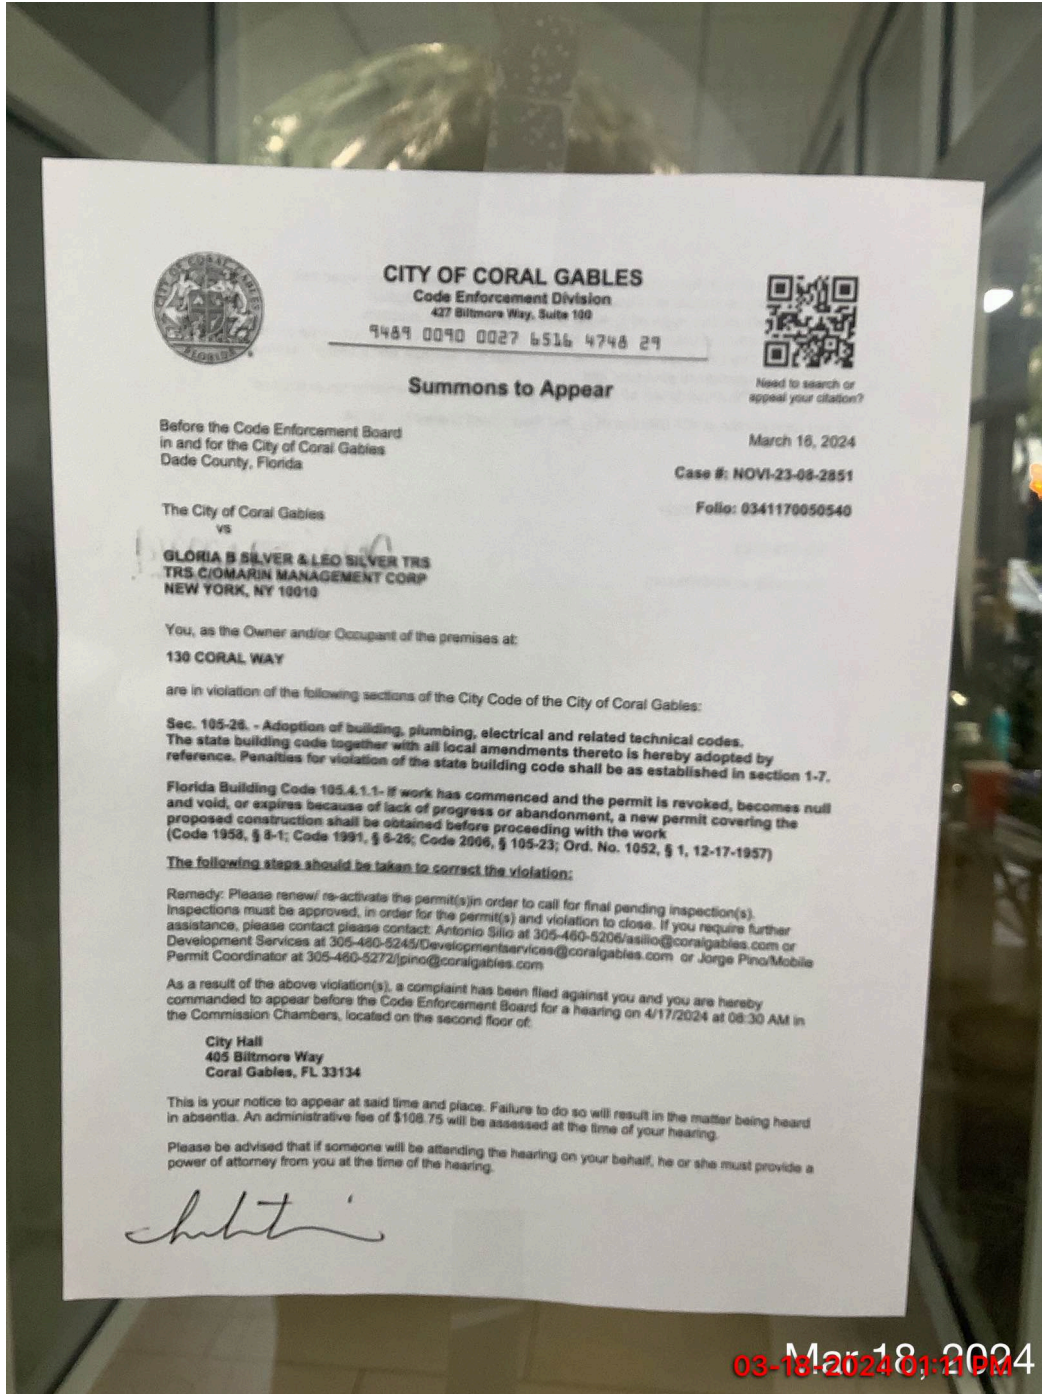 CITY OF CORAL GABLES
FLORIDA
CITY OF CORAL GABLES
Code Enforcement Division
427 Biltmore Way, Suite 100
9489 0090 0027 6516 4748 29
Need to search or
appeal your citation?
Summons to Appear
Before the Code Enforcement Board
in and for the City of Coral Gables
Dade County, Florida
March 16, 2024
Case #: NOVI-23-08-2851
Folio: 0341170050540
The City of Coral Gables
vs
GLORIA B SILVER & LEO SILVER TRS
TRS C/OMARIN MANAGEMENT CORP
NEW YORK, NY 10010
You, as the Owner and/or Occupant of the premises at:
130 CORAL WAY
are in violation of the following sections of the City Code of the City of Coral Gables:
Sec. 105-26. - Adoption of building, plumbing, electrical and related technical codes.
The state building code together with all local amendments thereto is hereby adopted by
reference. Penalties for violation of the state building code shall be as established in section 1-7.
Florida Building Code 105.4.1.1- If work has commenced and the permit is revoked, becomes null
and void, or expires because of lack of progress or abandonment, a new permit covering the
proposed construction shall be obtained before proceeding with the work
(Code 1958, § 8-1; Code 1991, § 6-26; Code 2006, § 105-23; Ord. No. 1052, § 1, 12-17-1957)
The following steps should be taken to correct the violation:
Remedy: Please renew/ re-activate the permit(s)in order to call for final pending inspection(s).
Inspections must be approved, in order for the permit(s) and violation to close. If you require further
assistance, please contact please contact: Antonio Silio at 305-460-5206/asilio@coralgables.com or
Development Services at 305-460-5245/Developmentservices@coralgables.com or Jorge Pino/Mobile
Permit Coordinator at 305-460-5272/jpino@coralgables.com
As a result of the above violation(s), a complaint has been filed against you and you are hereby
commanded to appear before the Code Enforcement Board for a hearing on 4/17/2024 at 08:30 AM in
the Commission Chambers, located on the second floor of:
City Hall
405 Biltmore Way
Coral Gables, FL 33134
This is your notice to appear at said time and place. Failure to do so will result in the matter being heard
in absentia. An administrative fee of $108.75 will be assessed at the time of your hearing.
Please be advised that if someone will be attending the hearing on your behalf, he or she must provide a
power of attorney from you at the time of the hearing.
Mar 18, 2024
03-18-2024 01:11 PM